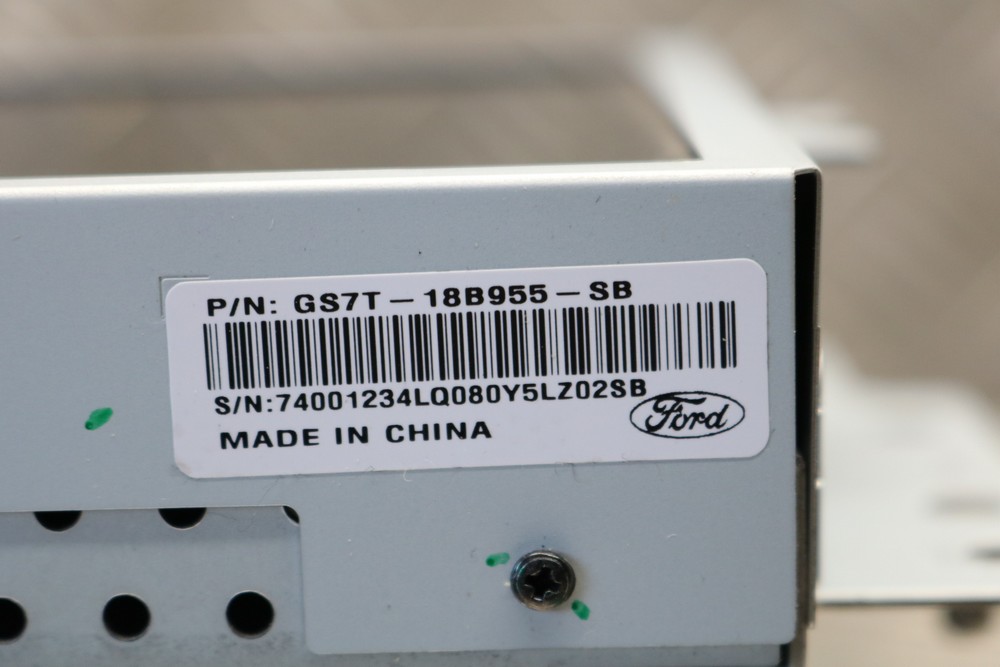 P/N: GS7T – 18B955 – SB
S/N:74001234LQ080Y5LZ02SB
Ford
MADE IN CHINA